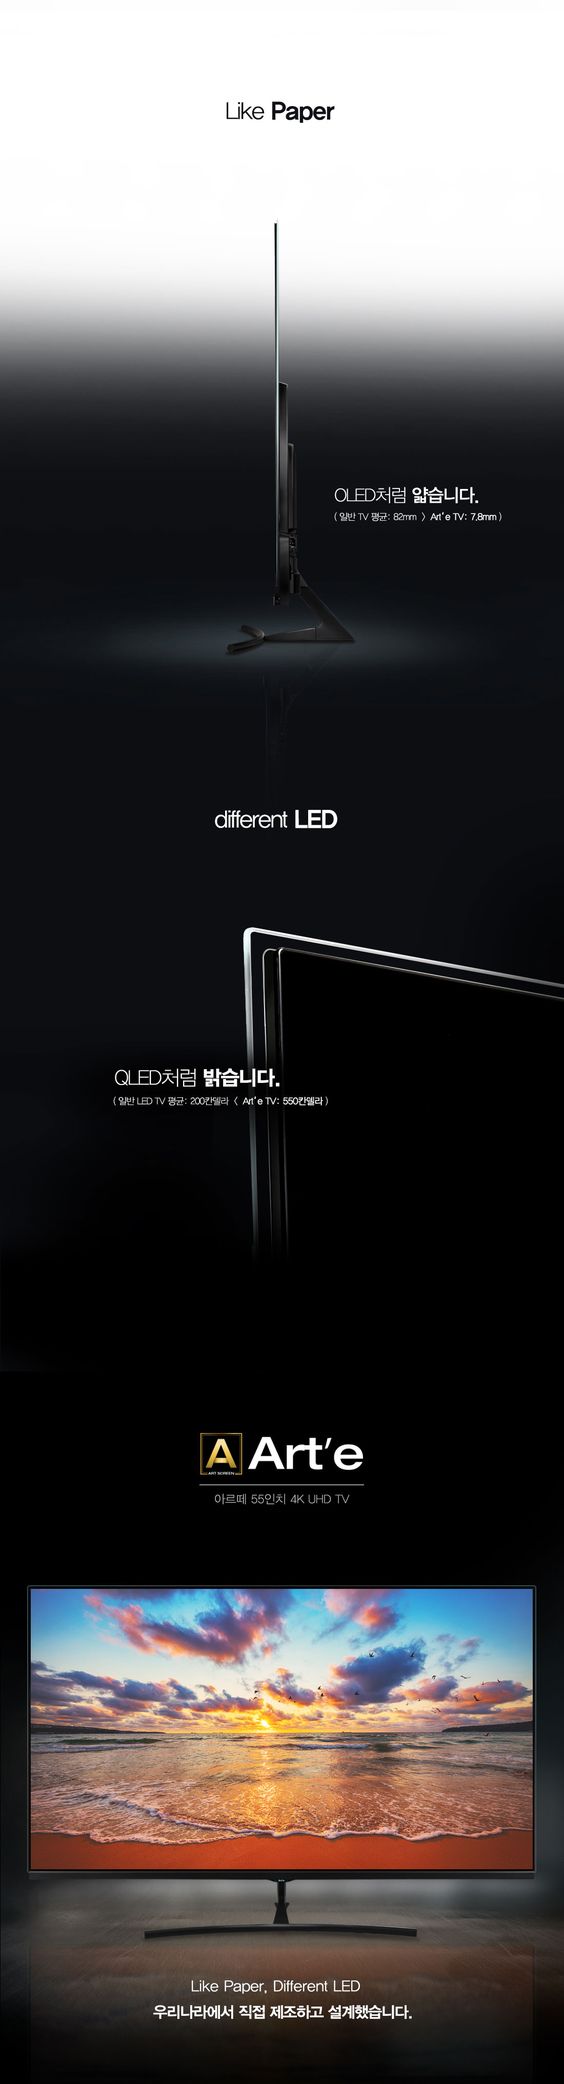 Like Paper
OLED처럼 얇습니다.
( 일반 TV 평균: 82mm > Art'e TV: 7.8mm )
different LED
QLED처럼 밝습니다.
( 일반 LED TV 평균: 200칸델라 < Art'e TV: 550칸델라 )
A Art'e
ART SCREEN
아르떼 55인치 4K UHD TV
Like Paper, Different LED
우리나라에서 직접 제조하고 설계했습니다.